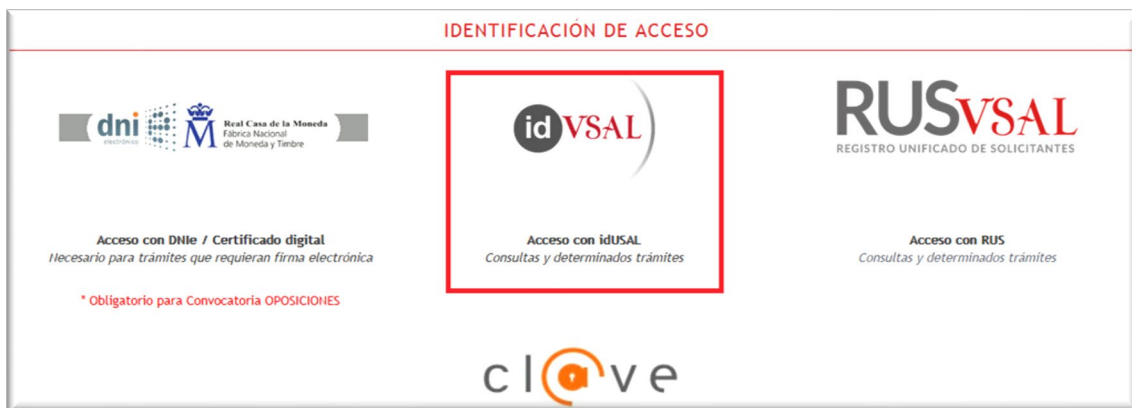 IDENTIFICACIÓN DE ACCESO
dni
electrónico
M
Real Casa de la Moneda
Fábrica Nacional
de Moneda y Timbre
id VSAL
RUSVSAL
REGISTRO UNIFICADO DE SOLICITANTES
Acceso con DNIe / Certificado digital
Necesario para trámites que requieran firma electrónica
* Obligatorio para Convocatoria OPOSICIONES
Acceso con idUSAL
Consultas y determinados trámites
Acceso con RUS
Consultas y determinados trámites
cl@ve